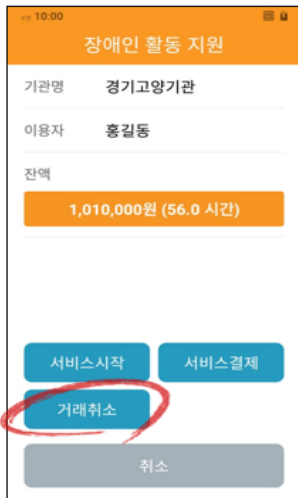 오전 10:00
장애인 활동 지원
기관명 경기고양기관
이용자 홍길동
잔액
1,010,000원 (56.0 시간)
서비스시작 서비스결제
거래취소
취소